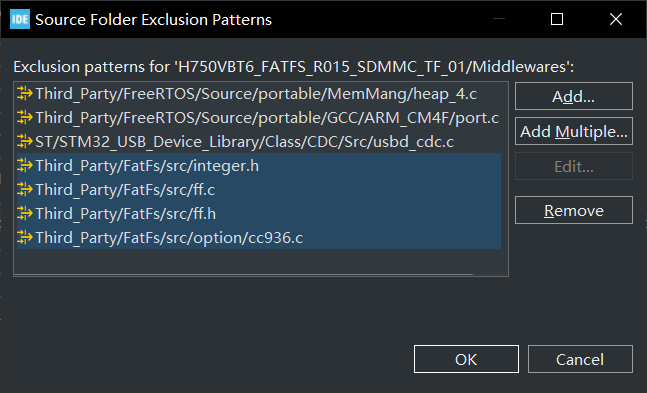 IDE Source Folder Exclusion Patterns
Exclusion patterns for 'H750VBT6_FATFS_R015_SDMMC_TF_01/Middlewares':
Third_Party/FreeRTOS/Source/portable/MemMang/heap_4.c
Third_Party/FreeRTOS/Source/portable/GCC/ARM_CM4F/port.c
ST/STM32_USB_Device_Library/Class/CDC/Src/usbd_cdc.c
Third_Party/FatFs/src/integer.h
Third_Party/FatFs/src/ff.c
Third_Party/FatFs/src/ff.h
Third_Party/FatFs/src/option/cc936.c
Add...
Add Multiple...
Edit...
Remove
OK
Cancel